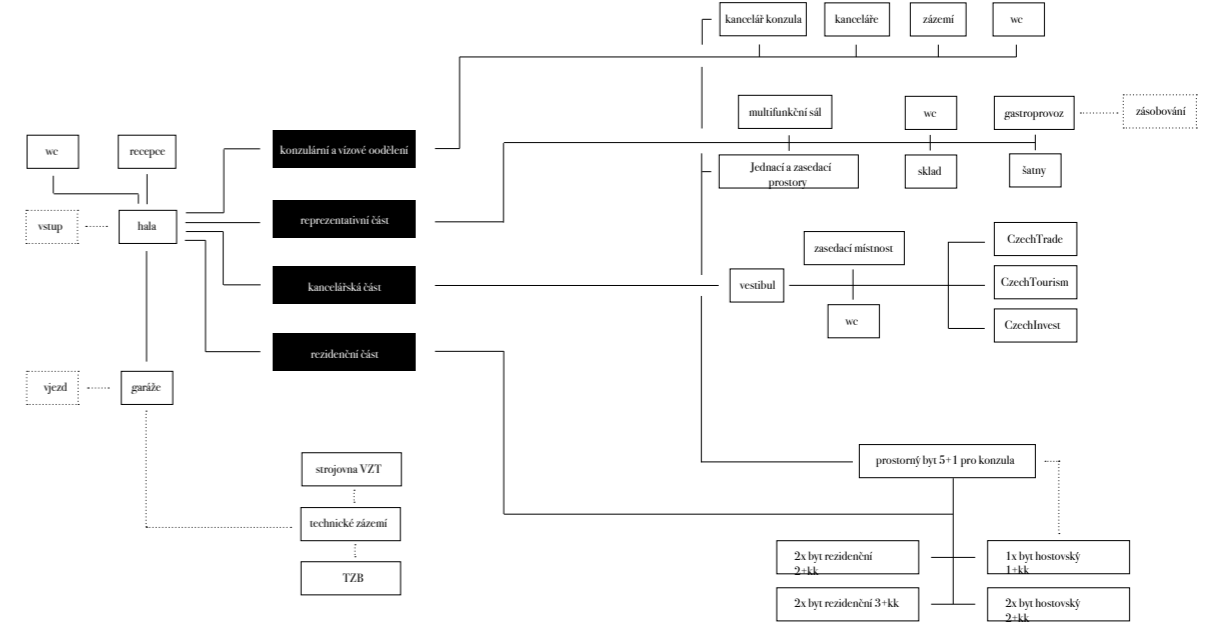 kancelář konzula
kanceláře
zázemí
wc
multifunkční sál
wc
gastroprovoz
zásobování
wc
recepce
konzulární a vízové oodělení
Jednací a zasedací
prostory
sklad
šatny
vstup
hala
reprezentativní část
zasedací místnost
CzechTrade
kancelářská část
vestibul
CzechTourism
wc
CzechInvest
rezidenční část
vjezd
garáže
strojovna VZT
prostorný byt 5+1 pro konzula
technické zázemí
TZB
2x byt rezidenční
2+kk
1x byt hostovský
1+kk
2x byt rezidenční 3+kk
2x byt hostovský
2+kk